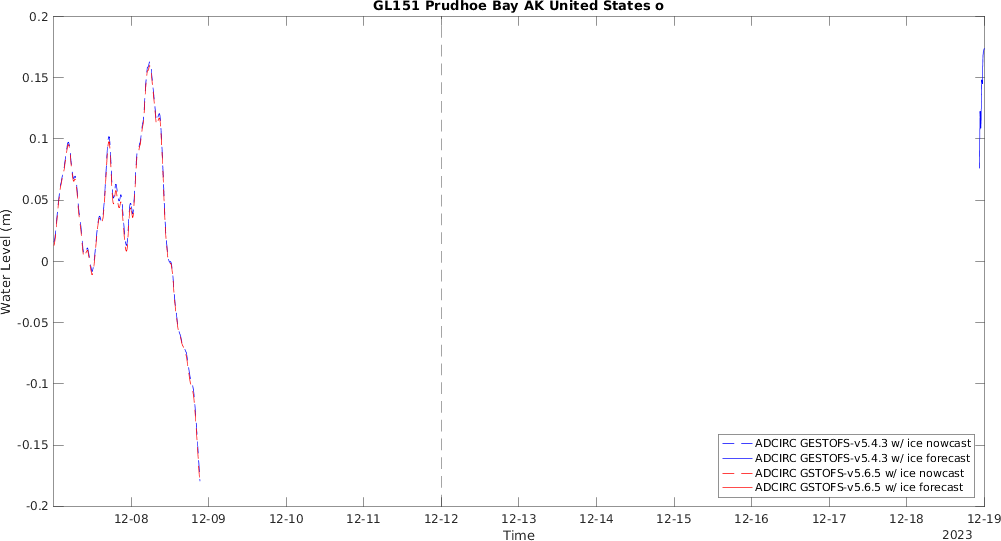 GL151 Prudhoe Bay AK United States o
0.2
0.15
0.1
0.05
0
-0.05
-0.1
-0.15
-0.2
Water Level (m)
ADCIRC GESTOFS-v5.4.3 w/ ice nowcast
ADCIRC GESTOFS-v5.4.3 w/ ice forecast
ADCIRC GSTOFS-v5.6.5 w/ ice nowcast
ADCIRC GSTOFS-v5.6.5 w/ ice forecast
12-08 12-09 12-10 12-11 12-12 12-13 12-14 12-15 12-16 12-17 12-18 12-19
Time
2023